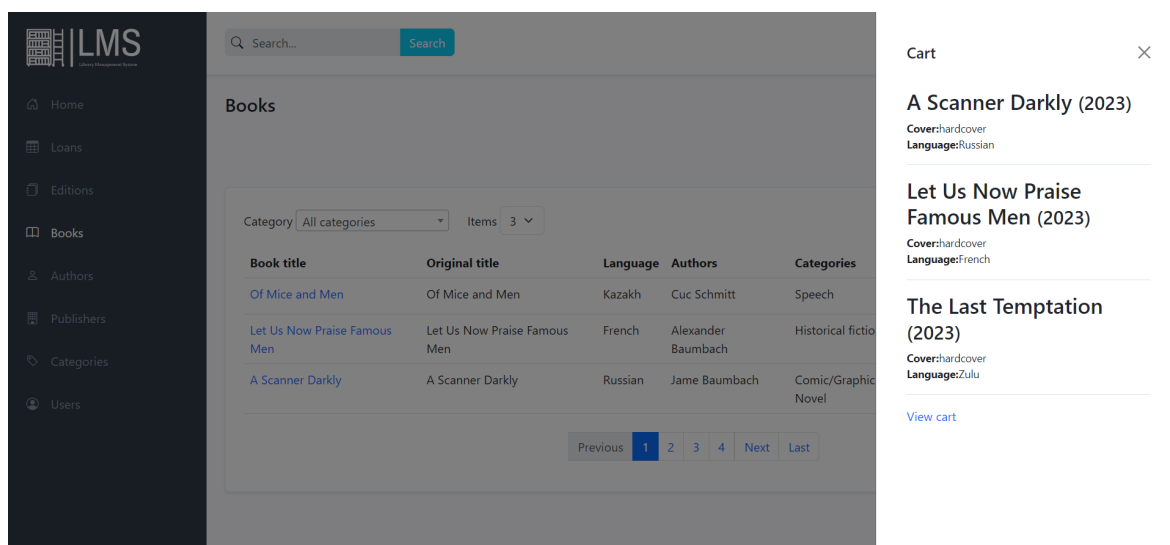 LMS
Library Management System
Search...
Search
Home
Loans
Editions
Books
Authors
Publishers
Categories
Users
Books
Category All categories Items 3
Book title Original title Language Authors Categories
Of Mice and Men Of Mice and Men Kazakh Cuc Schmitt Speech
Let Us Now Praise Famous Let Us Now Praise Famous French Alexander Historical fictio
Men Men Baumbach
A Scanner Darkly A Scanner Darkly Russian Jame Baumbach Comic/Graphic
Novel
Previous 1 2 3 4 Next Last
Cart
A Scanner Darkly (2023)
Cover:hardcover
Language:Russian
Let Us Now Praise
Famous Men (2023)
Cover:hardcover
Language:French
The Last Temptation
(2023)
Cover:hardcover
Language:Zulu
View cart